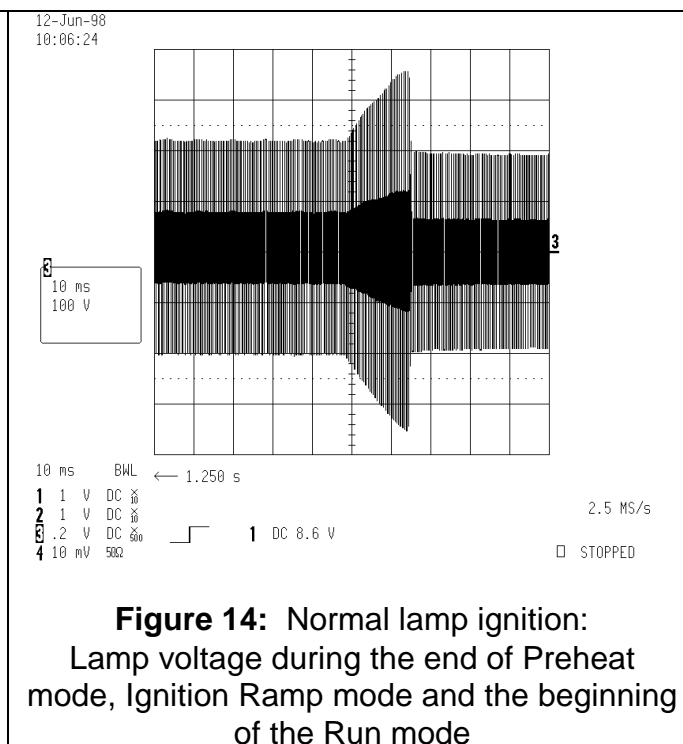 12-Jun-98
10:06:24
3
3
10 ms
100 V
10 ms BWL ← 1.250 s
1 1 V DC X10
2 1 V DC X10 2.5 MS/s
3 .2 V DC X500 1 DC 8.6 V
4 10 mV 50Ω □ STOPPED
Figure 14: Normal lamp ignition:
Lamp voltage during the end of Preheat
mode, Ignition Ramp mode and the beginning
of the Run mode